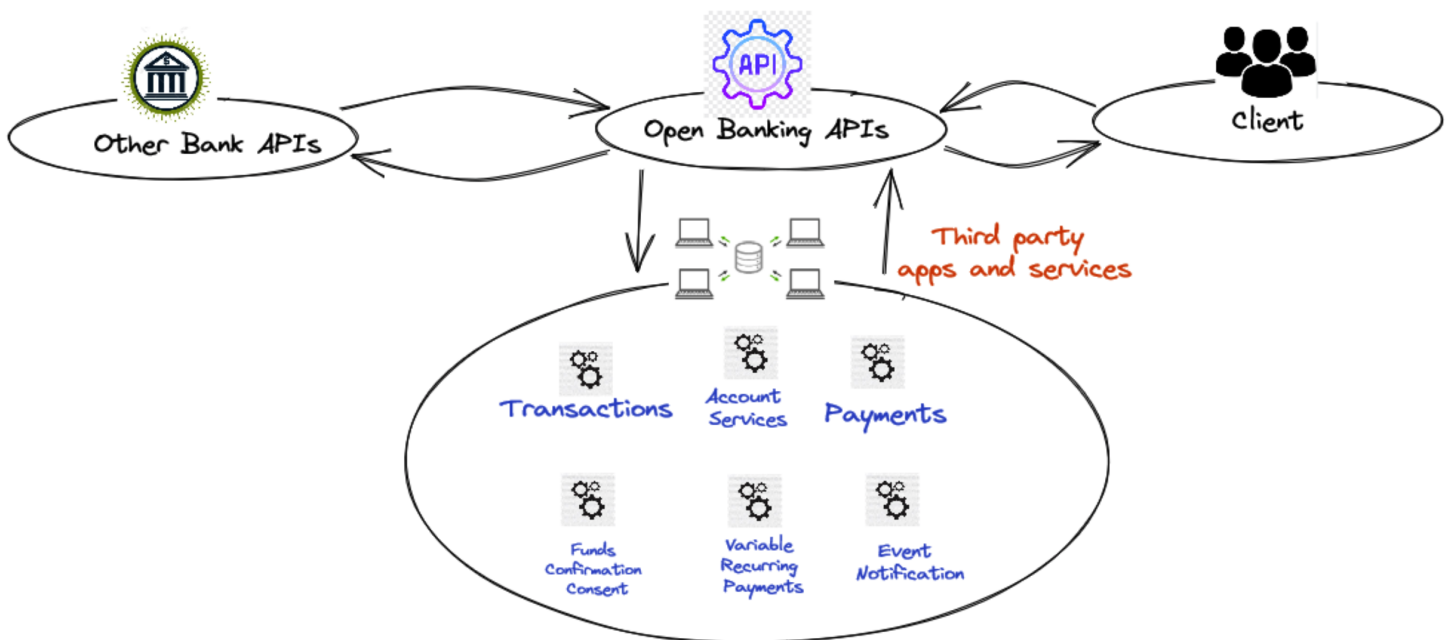 API
Other Bank APIs
Open Banking APIs
Client
Third party
apps and services
Transactions
Account
Services
Payments
Funds
Confirmation
Consent
Variable
Recurring
Payments
Event
Notification